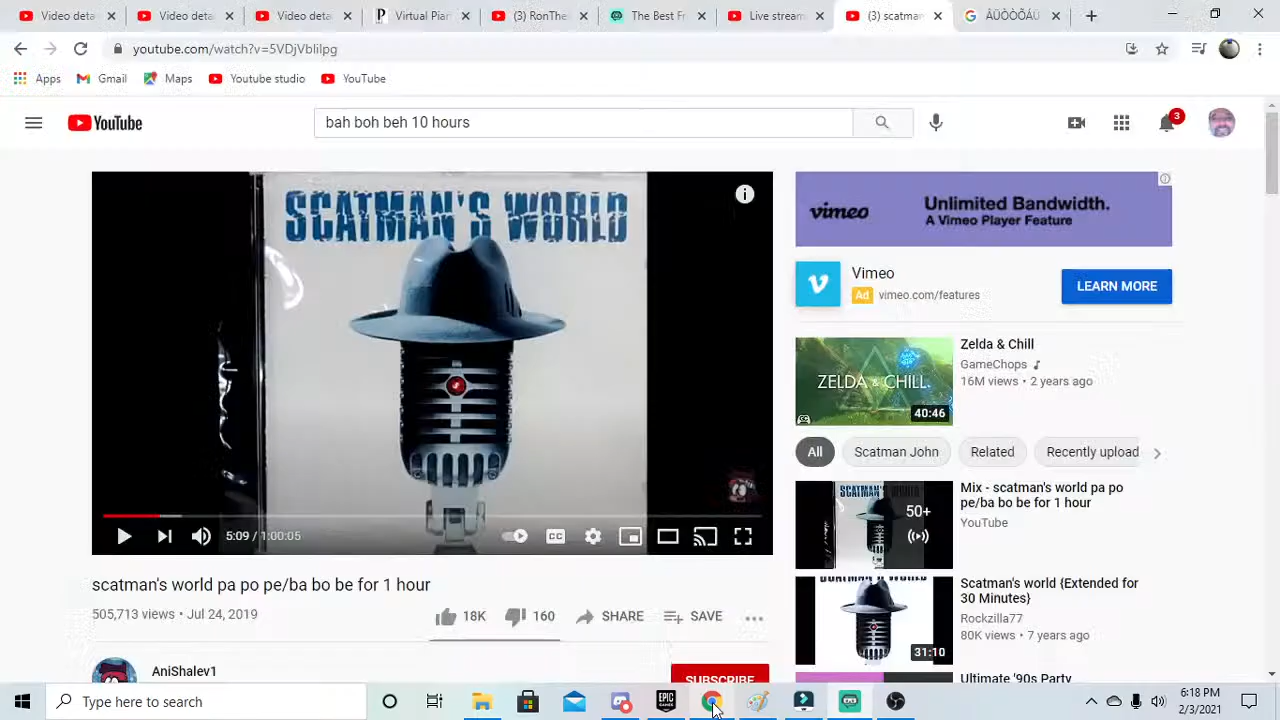 Video deta
Video deta
Video deta
Virtual Pian
(3) RonThe
The Best Fr
Live stream
(3) scatman
ÂÜÒÒÕÁÚ
youtube.com/watch?v=5VDjVbliIpg
Apps
Gmail
Maps
Youtube studio
YouTube
YouTube
bah boh beh 10 hours
3
SCATMAN'S WORLD
5:09 / 1:00:05
CC
scatman's world pa po pe/ba bo be for 1 hour
505,713 views • Jul 24, 2019
18K
160
SHARE
SAVE
AniShalev1
SUBSCRIBE
vimeo
Unlimited Bandwidth.
A Vimeo Player Feature
Vimeo
Ad vimeo.com/features
LEARN MORE
ZELDA & CHILL
40:46
Zelda & Chill
GameChops
16M views • 2 years ago
All
Scatman John
Related
Recently upload
50+
Mix - scatman's world pa po
pe/ba bo be for 1 hour
YouTube
31:10
Scatman's world {Extended for
30 Minutes}
Rockzilla77
80K views • 7 years ago
Ultimate '90s Party
Type here to search
EPIC
GAMES
6:18 PM
2/3/2021